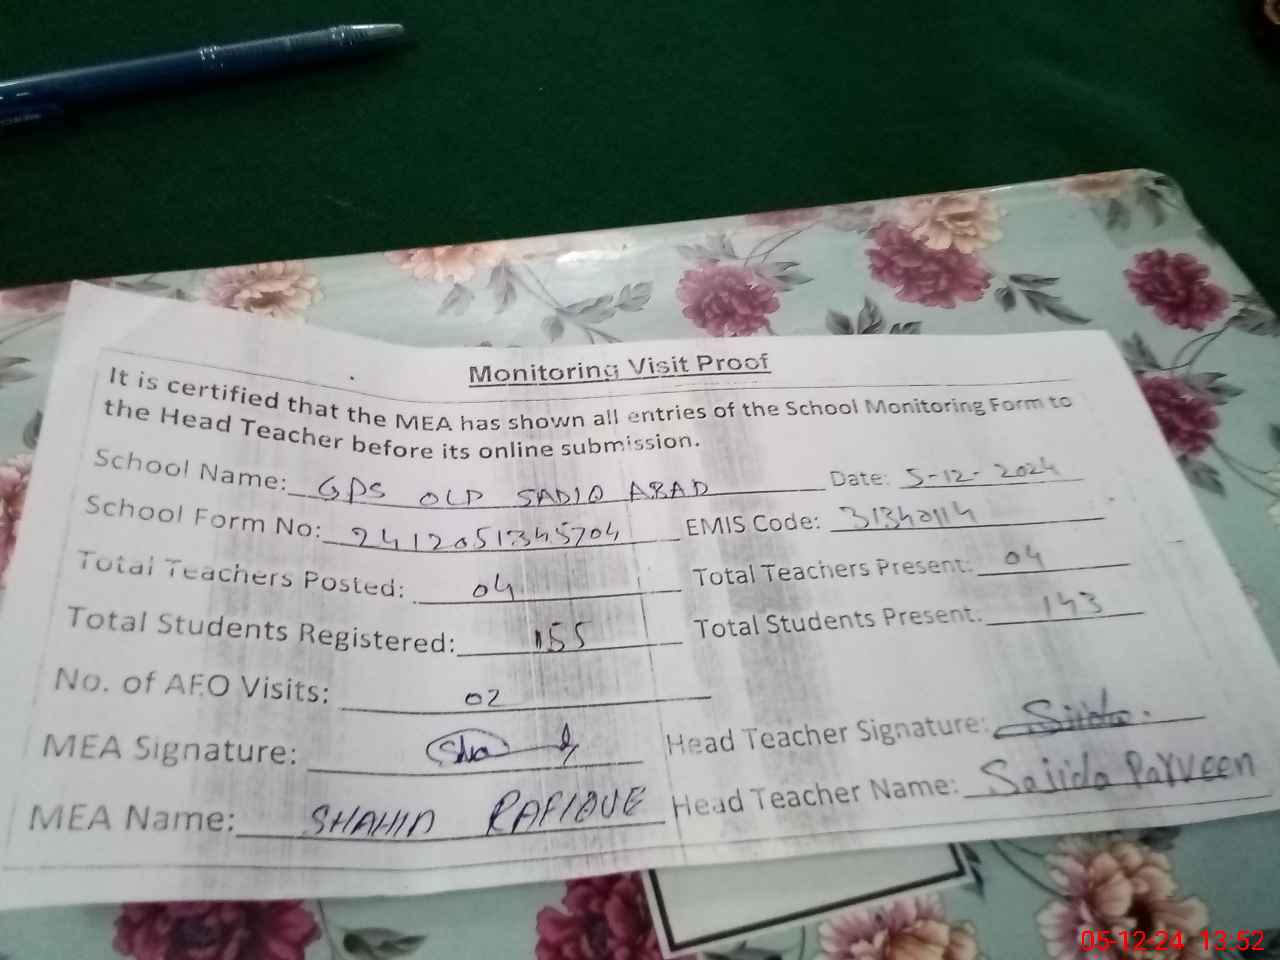 Monitoring Visit Proof
It is certified that the MEA has shown all entries of the School Monitoring Form to
the Head Teacher before its online submission.
School Name: GPS OLD SADIQ ABAD Date: 5-12-2024
School Form No: 2412051345704 EMIS Code: 31340114
Total Teachers Posted: 04 Total Teachers Present: 04
Total Students Registered: 155 Total Students Present: 143
No. of AEO Visits: 02
MEA Signature: Head Teacher Signature:
MEA Name: SHAHID RAFIQUE Head Teacher Name: Sajida Parveen
05-12-24 13:52